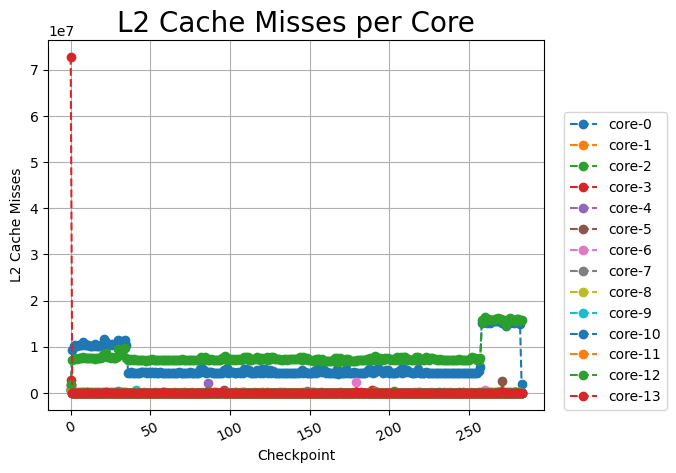 L2 Cache Misses per Core
1e7
7
6
5
4
3
2
1
0
L2 Cache Misses
0
50
100
150
200
250
Checkpoint
core-0
core-1
core-2
core-3
core-4
core-5
core-6
core-7
core-8
core-9
core-10
core-11
core-12
core-13